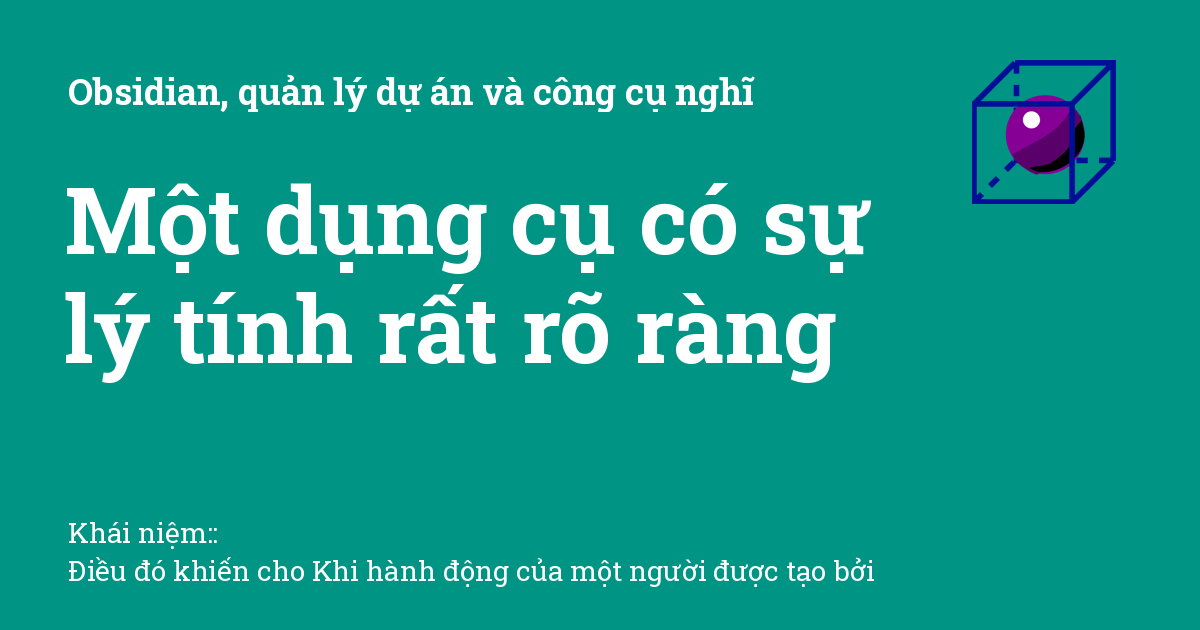 Obsidian, quản lý dự án và công cụ nghĩ
Một dụng cụ có sự
lý tính rất rõ ràng
Khái niệm::
Điều đó khiến cho Khi hành động của một người được tạo bởi